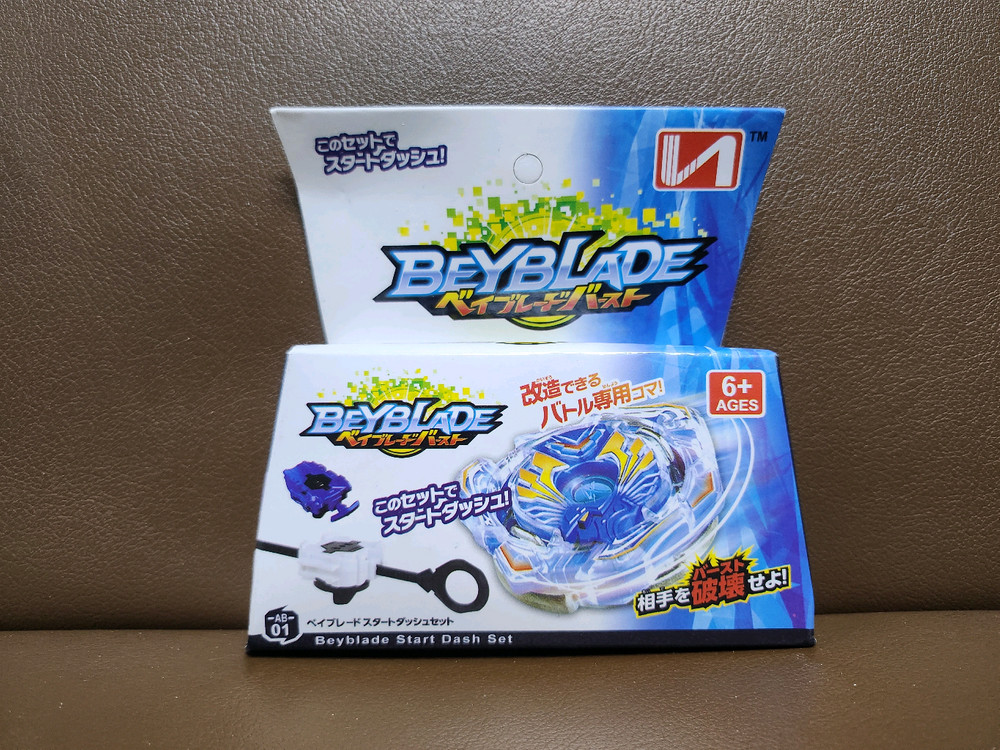 このセットで
スタートダッシュ!
TM
BEYBLADE
ベイブレードバースト
BEYBLADE
ベイブレードバースト
改造できる
バトル専用コマ!
6+
AGES
このセットで
スタートダッシュ!
バースト
相手を破壊せよ!
AB
01
ベイブレード スタートダッシュセット
Beyblade Start Dash Set